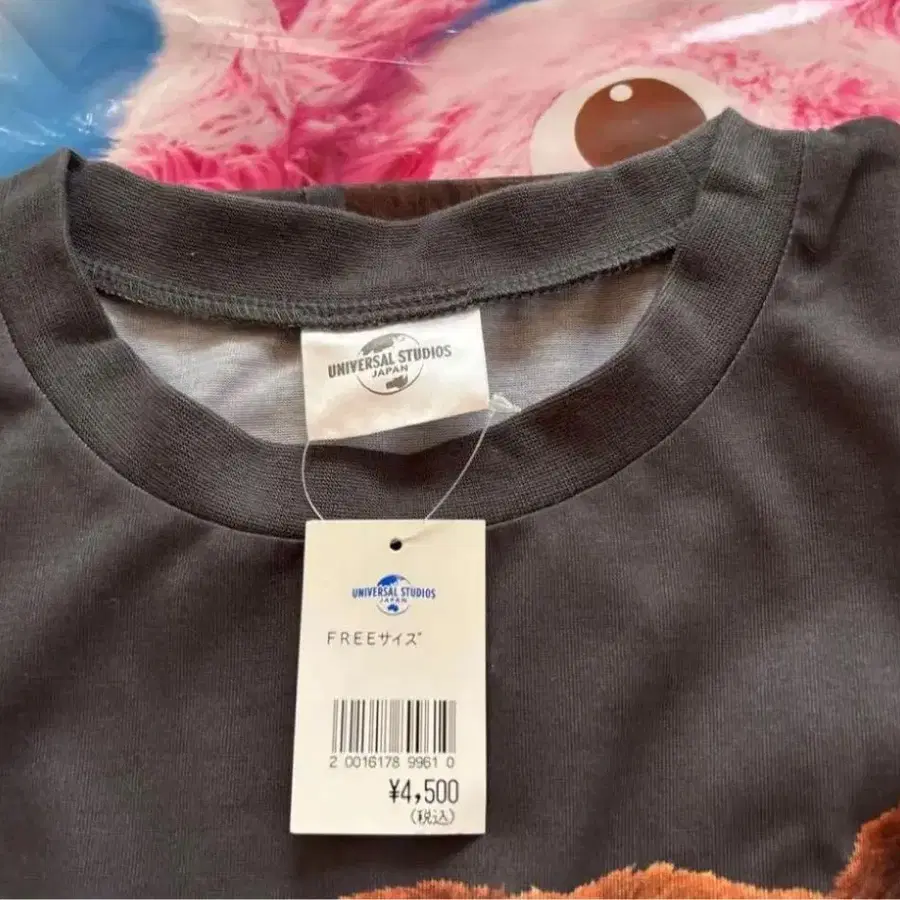 UNIVERSAL STUDIOS
JAPAN
UNIVERSAL STUDIOS
JAPAN
FREEサイズ
2 0016178 9961 0
¥4,500
(税込)